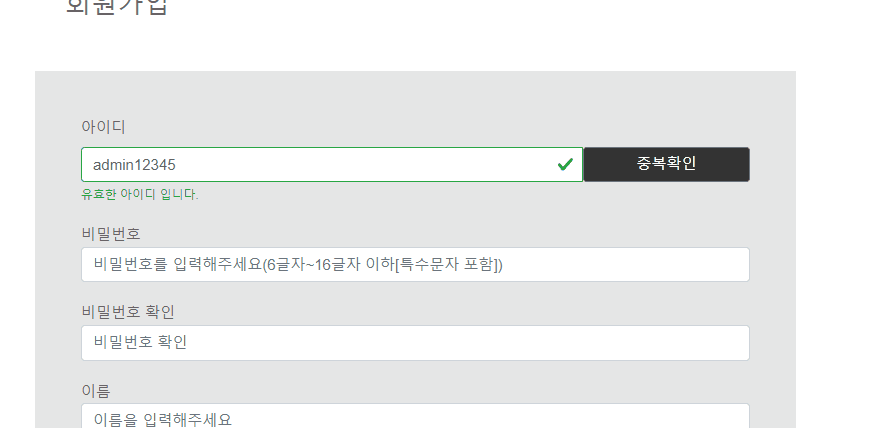 회원가입
아이디
admin12345
중복확인
유효한 아이디 입니다.
비밀번호
비밀번호를 입력해주세요(6글자~16글자 이하[특수문자 포함])
비밀번호 확인
비밀번호 확인
이름
이름을 입력해주세요